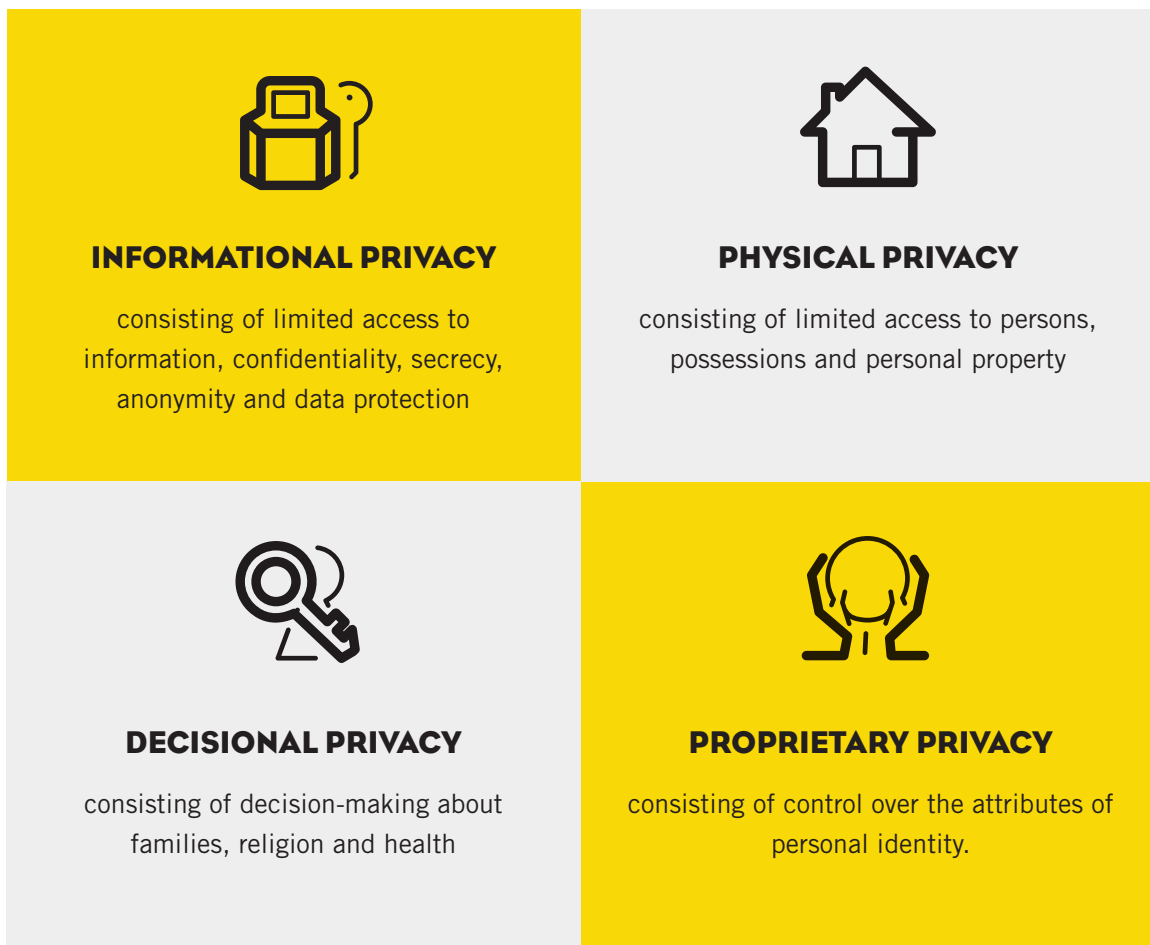 INFORMATIONAL PRIVACY
consisting of limited access to
information, confidentiality, secrecy,
anonymity and data protection
PHYSICAL PRIVACY
consisting of limited access to persons,
possessions and personal property
DECISIONAL PRIVACY
consisting of decision-making about
families, religion and health
PROPRIETARY PRIVACY
consisting of control over the attributes of
personal identity.